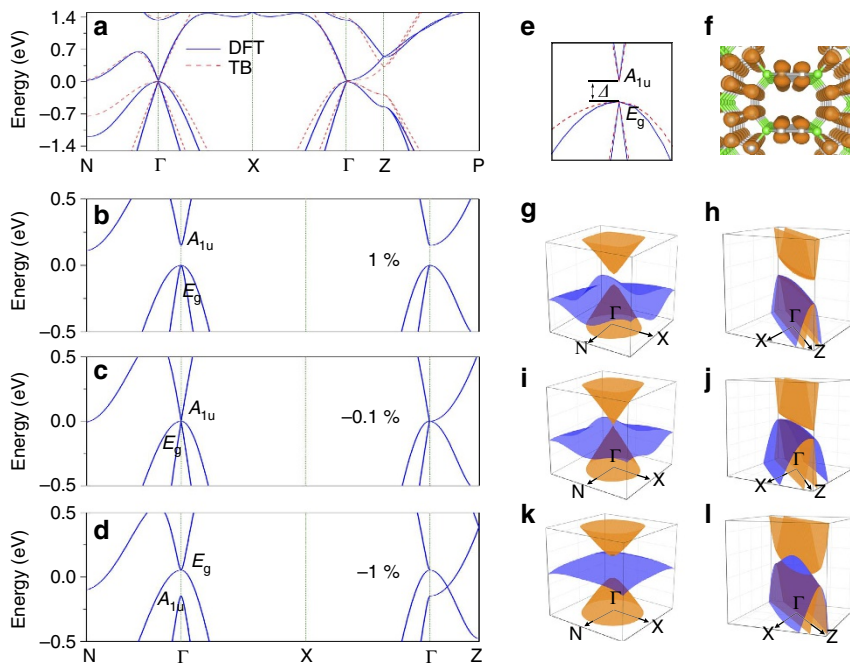 a
Energy (eV)
1.4
0.7
0.0
−0.7
−1.4
DFT
TB
N Γ X Γ Z P
e
A1u
Δ
Eg
f
b
Energy (eV)
0.5
0.0
−0.5
A1u
Eg
1 %
c
Energy (eV)
0.5
0.0
−0.5
A1u
Eg
−0.1 %
d
Energy (eV)
0.5
0.0
−0.5
Eg
A1u
−1 %
N Γ X Γ Z
g
Γ
N
X
h
Γ
X
Z
i
Γ
N
X
j
Γ
X
Z
k
Γ
N
X
l
Γ
X
Z